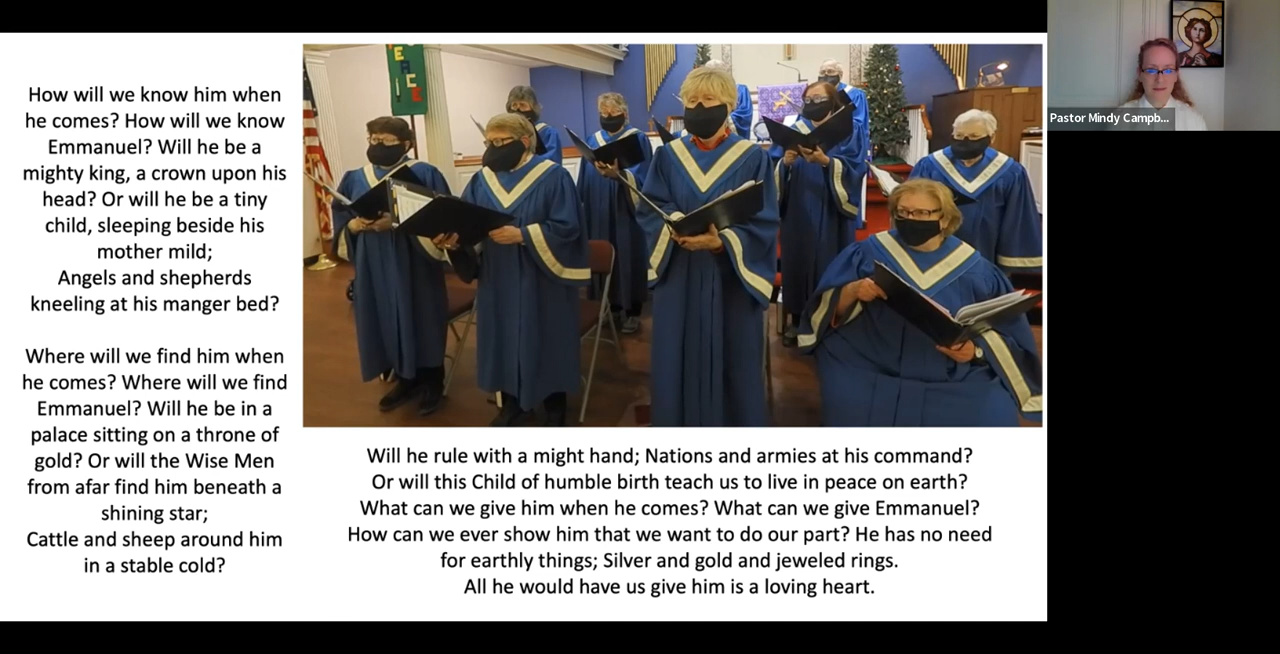 How will we know him when
he comes? How will we know
Emmanuel? Will he be a
mighty king, a crown upon his
head? Or will he be a tiny
child, sleeping beside his
mother mild;
Angels and shepherds
kneeling at his manger bed?
Where will we find him when
he comes? Where will we find
Emmanuel? Will he be in a
palace sitting on a throne of
gold? Or will the Wise Men
from afar find him beneath a
shining star;
Cattle and sheep around him
in a stable cold?
Will he rule with a might hand; Nations and armies at his command?
Or will this Child of humble birth teach us to live in peace on earth?
What can we give him when he comes? What can we give Emmanuel?
How can we ever show him that we want to do our part? He has no need
for earthly things; Silver and gold and jeweled rings.
All he would have us give him is a loving heart.
Pastor Mindy Campb...